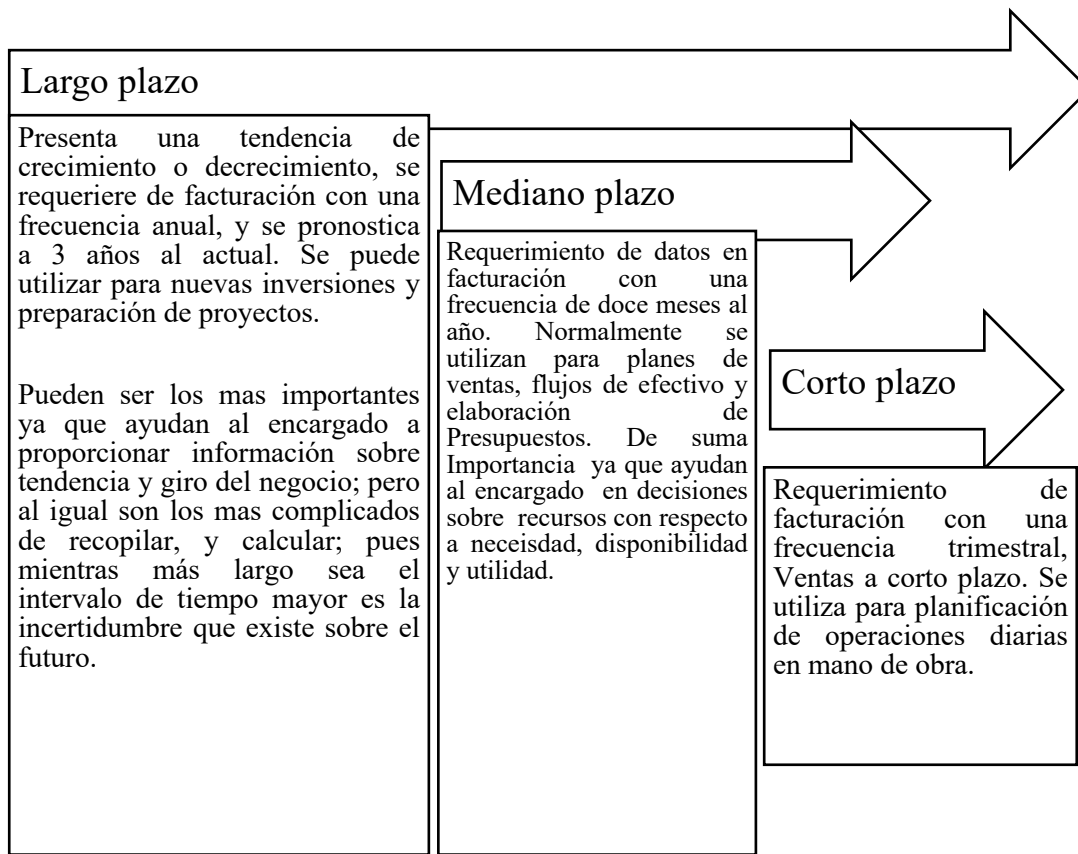 Largo plazo
Presenta una tendencia de
crecimiento o decrecimiento, se
requeriere de facturación con una
frecuencia anual, y se pronostica
a 3 años al actual. Se puede
utilizar para nuevas inversiones y
preparación de proyectos.
Pueden ser los mas importantes
ya que ayudan al encargado a
proporcionar información sobre
tendencia y giro del negocio; pero
al igual son los mas complicados
de recopilar, y calcular; pues
mientras más largo sea el
intervalo de tiempo mayor es la
incertidumbre que existe sobre el
futuro.
Mediano plazo
Requerimiento de datos en
facturación con una
frecuencia de doce meses al
año. Normalmente se
utilizan para planes de
ventas, flujos de efectivo y
elaboración de
Presupuestos. De suma
Importancia ya que ayudan
al encargado en decisiones
sobre recursos con respecto
a neceisdad, disponibilidad
y utilidad.
Corto plazo
Requerimiento de
facturación con una
frecuencia trimestral,
Ventas a corto plazo. Se
utiliza para planificación
de operaciones diarias
en mano de obra.